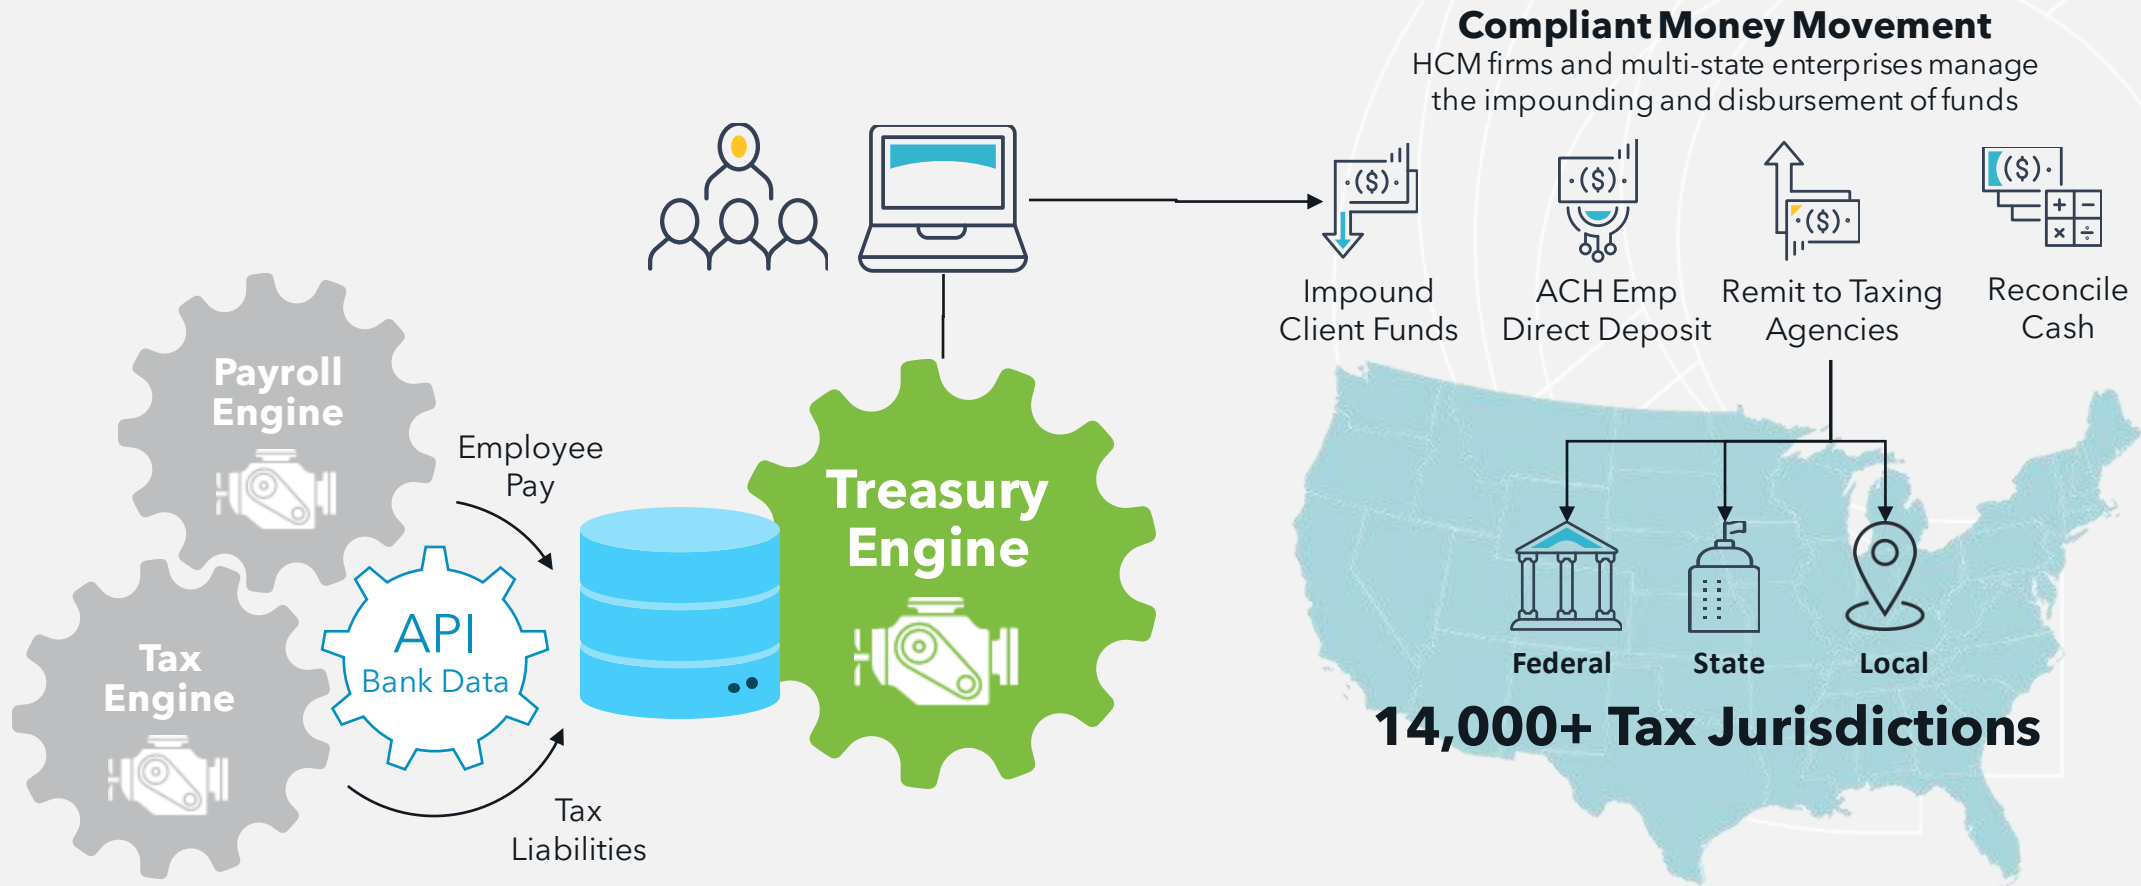 Compliant Money Movement
HCM firms and multi-state enterprises manage
the impounding and disbursement of funds
($)
($)
($)
($)
+ −
× ÷
Impound
Client Funds
ACH Emp
Direct Deposit
Remit to Taxing
Agencies
Reconcile
Cash
Payroll
Engine
Employee
Pay
Treasury
Engine
API
Bank Data
Tax
Engine
Tax
Liabilities
Federal
State
Local
14,000+ Tax Jurisdictions